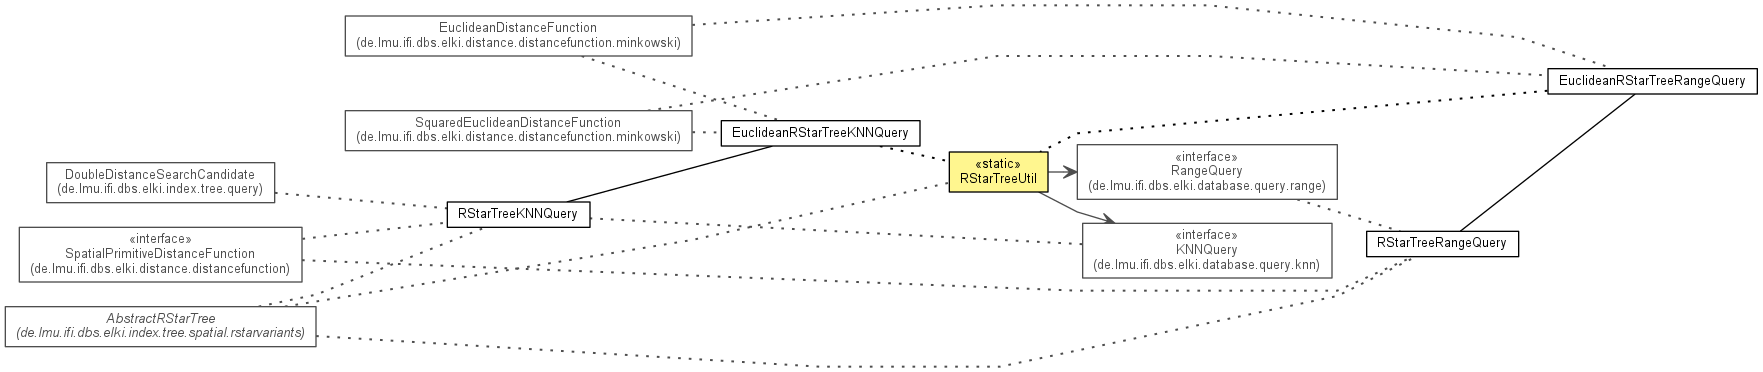 EuclideanDistanceFunction
(de.lmu.ifi.dbs.elki.distance.distancefunction.minkowski)
EuclideanRStarTreeRangeQuery
SquaredEuclideanDistanceFunction
(de.lmu.ifi.dbs.elki.distance.distancefunction.minkowski)
EuclideanRStarTreeKNNQuery
«static»
RStarTreeUtil
«interface»
RangeQuery
(de.lmu.ifi.dbs.elki.database.query.range)
DoubleDistanceSearchCandidate
(de.lmu.ifi.dbs.elki.index.tree.query)
RStarTreeKNNQuery
«interface»
SpatialPrimitiveDistanceFunction
(de.lmu.ifi.dbs.elki.distance.distancefunction)
«interface»
KNNQuery
(de.lmu.ifi.dbs.elki.database.query.knn)
RStarTreeRangeQuery
AbstractRStarTree
(de.lmu.ifi.dbs.elki.index.tree.spatial.rstarvariants)